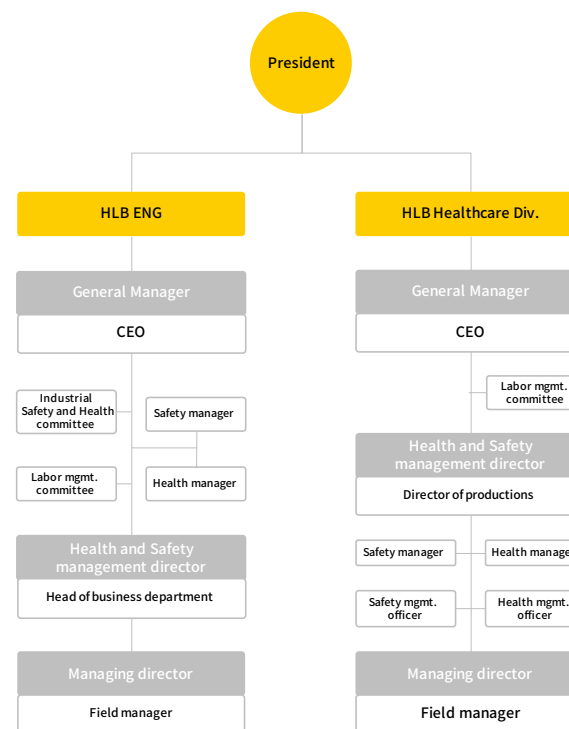 President
HLB ENG
General Manager
CEO
Industrial
Safety and Health
committee
Safety manager
Labor mgmt.
committee
Health manager
Health and Safety
management director
Head of business department
Managing director
Field manager
HLB Healthcare Div.
General Manager
CEO
Labor mgmt.
committee
Health and Safety
management director
Director of productions
Safety manager
Health manage
Safety mgmt.
officer
Health mgmt.
officer
Managing director
Field manager